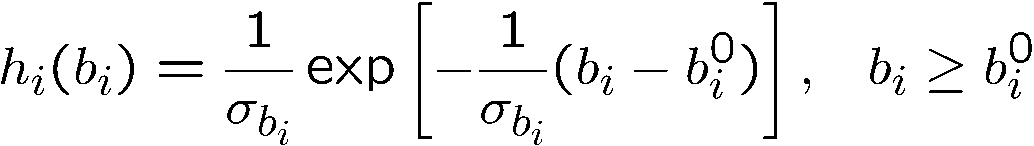 h_i(b_i) = \frac{1}{\sigma_{b_i}} \exp\left[-\frac{1}{\sigma_{b_i}}(b_i - b_i^0)\right], \quad b_i \geq b_i^0